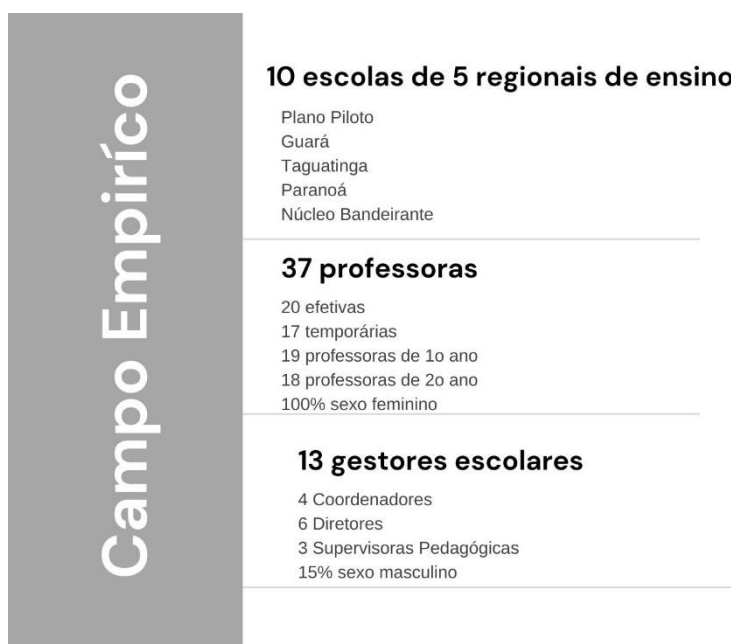 Campo Empiríco
10 escolas de 5 regionais de ensino
Plano Piloto
Guará
Taguatinga
Paranoá
Núcleo Bandeirante
37 professoras
20 efetivas
17 temporárias
19 professoras de 1o ano
18 professoras de 2o ano
100% sexo feminino
13 gestores escolares
4 Coordenadores
6 Diretores
3 Supervisoras Pedagógicas
15% sexo masculino